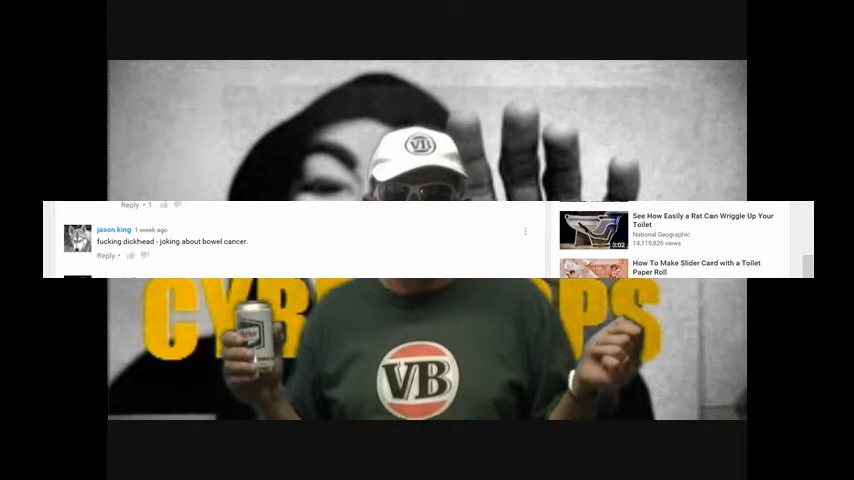 VB
Reply • 1
jason king 1 week ago
fucking dickhead - joking about bowel cancer.
Reply •
See How Easily a Rat Can Wriggle Up Your
Toilet
National Geographic
14,119,826 views
3:02
How To Make Slider Card with a Toilet
Paper Roll
VB